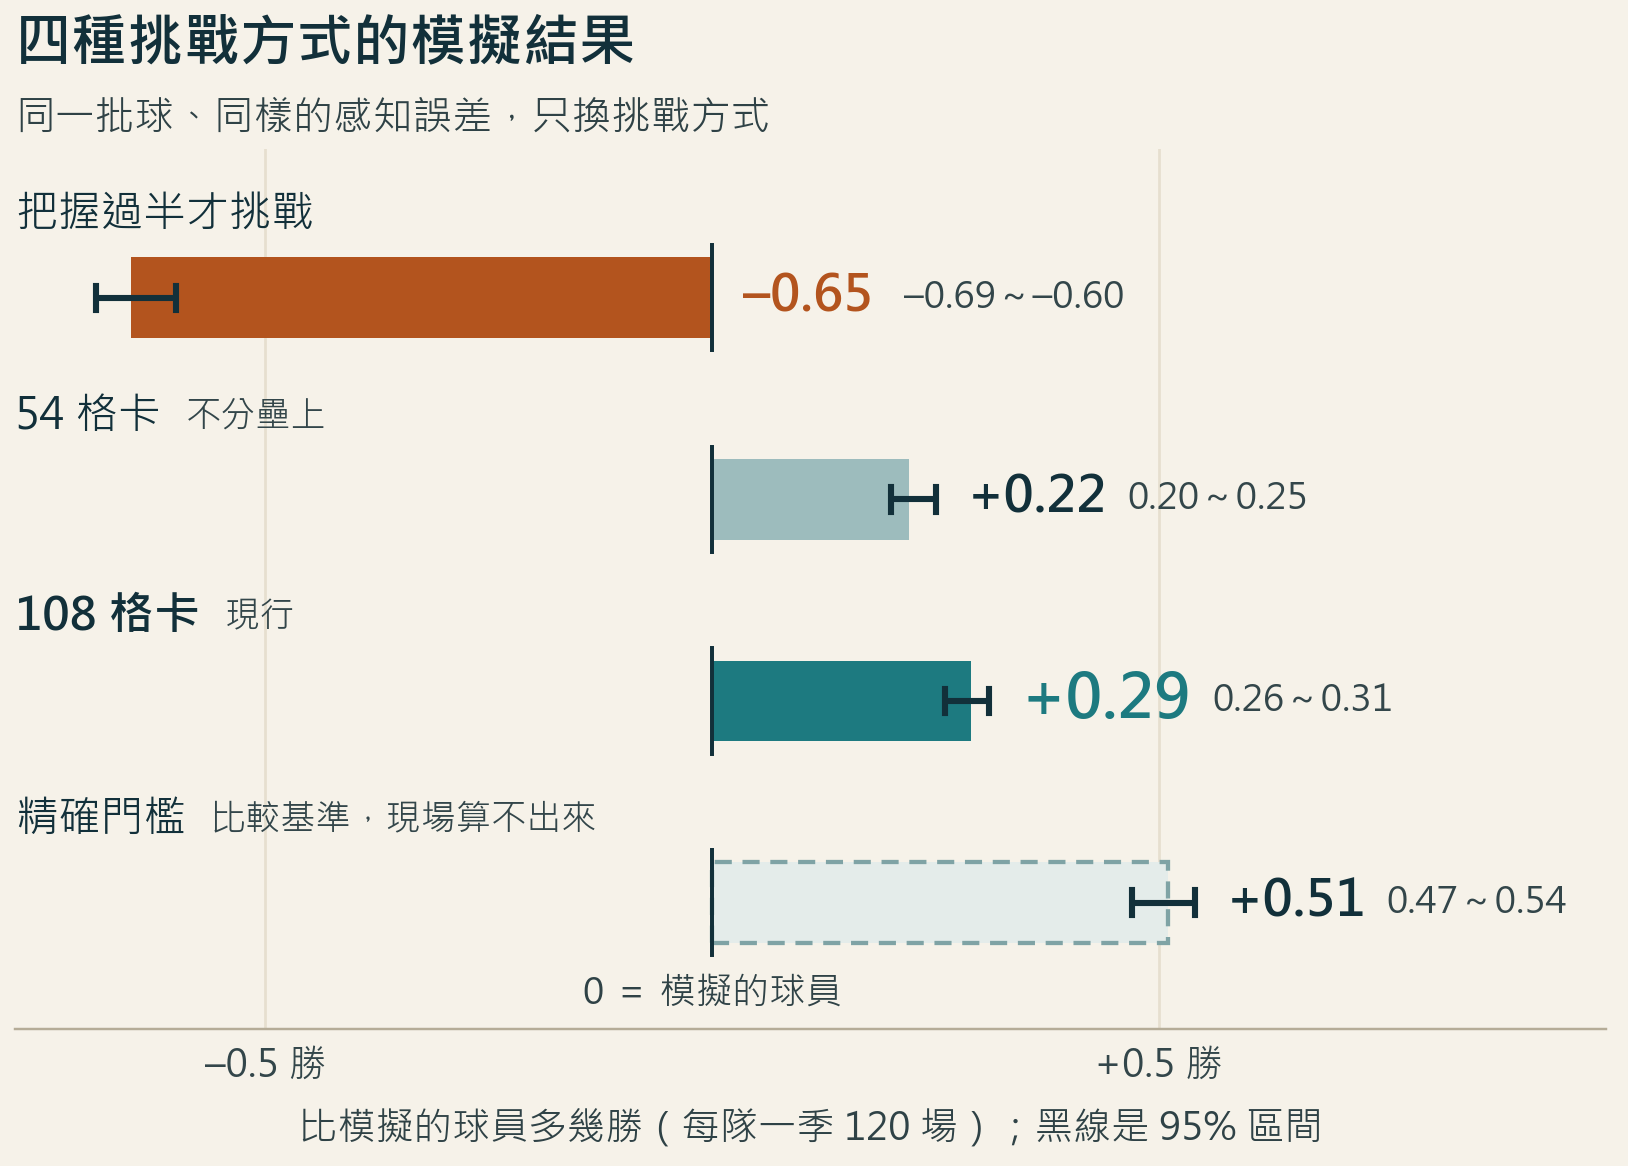 四種挑戰方式的模擬結果
同一批球、同樣的感知誤差，只換挑戰方式
把握過半才挑戰
−0.65 −0.69～−0.60
54 格卡 不分壘上
+0.22 0.20～0.25
108 格卡 現行
+0.29 0.26～0.31
精確門檻 比較基準，現場算不出來
+0.51 0.47～0.54
0 = 模擬的球員
−0.5 勝 +0.5 勝
比模擬的球員多幾勝（每隊一季 120 場）；黑線是 95% 區間